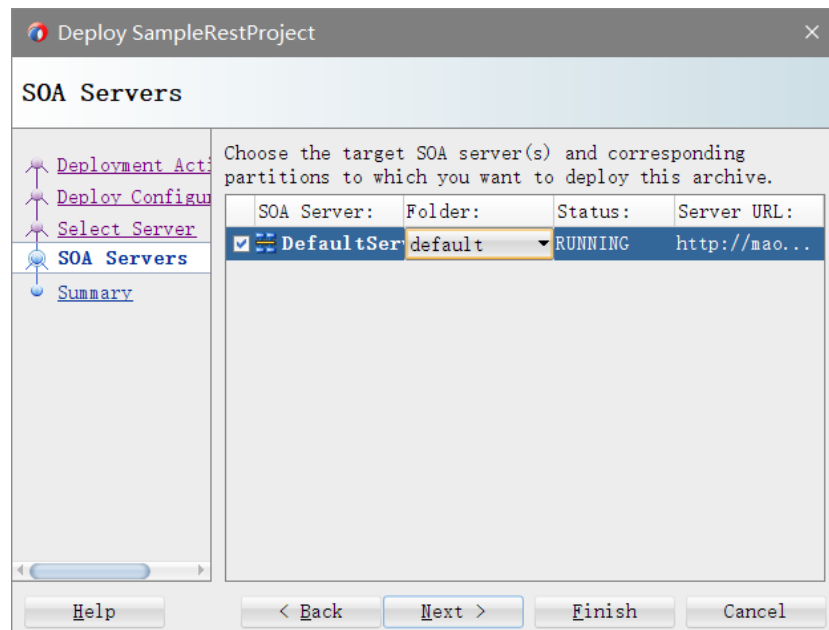 Deploy SampleRestProject
SOA Servers
Deployment Acti
Deploy Configur
Select Server
SOA Servers
Summary
Choose the target SOA server(s) and corresponding
partitions to which you want to deploy this archive.
SOA Server: Folder: Status: Server URL:
DefaultSer default RUNNING http://mao...
Help < Back Next > Finish Cancel